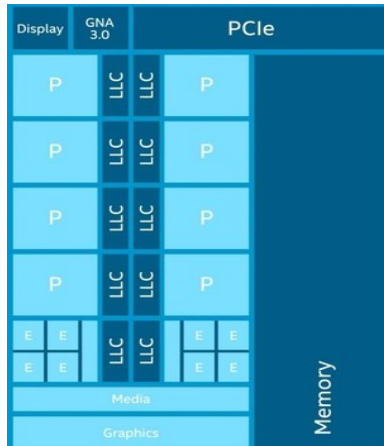 Display GNA 3.0 PCIe
P LLC LLC P
P LLC LLC P
P LLC LLC P
P LLC LLC P
E E LLC LLC E E
E E E E
Media
Graphics
Memory